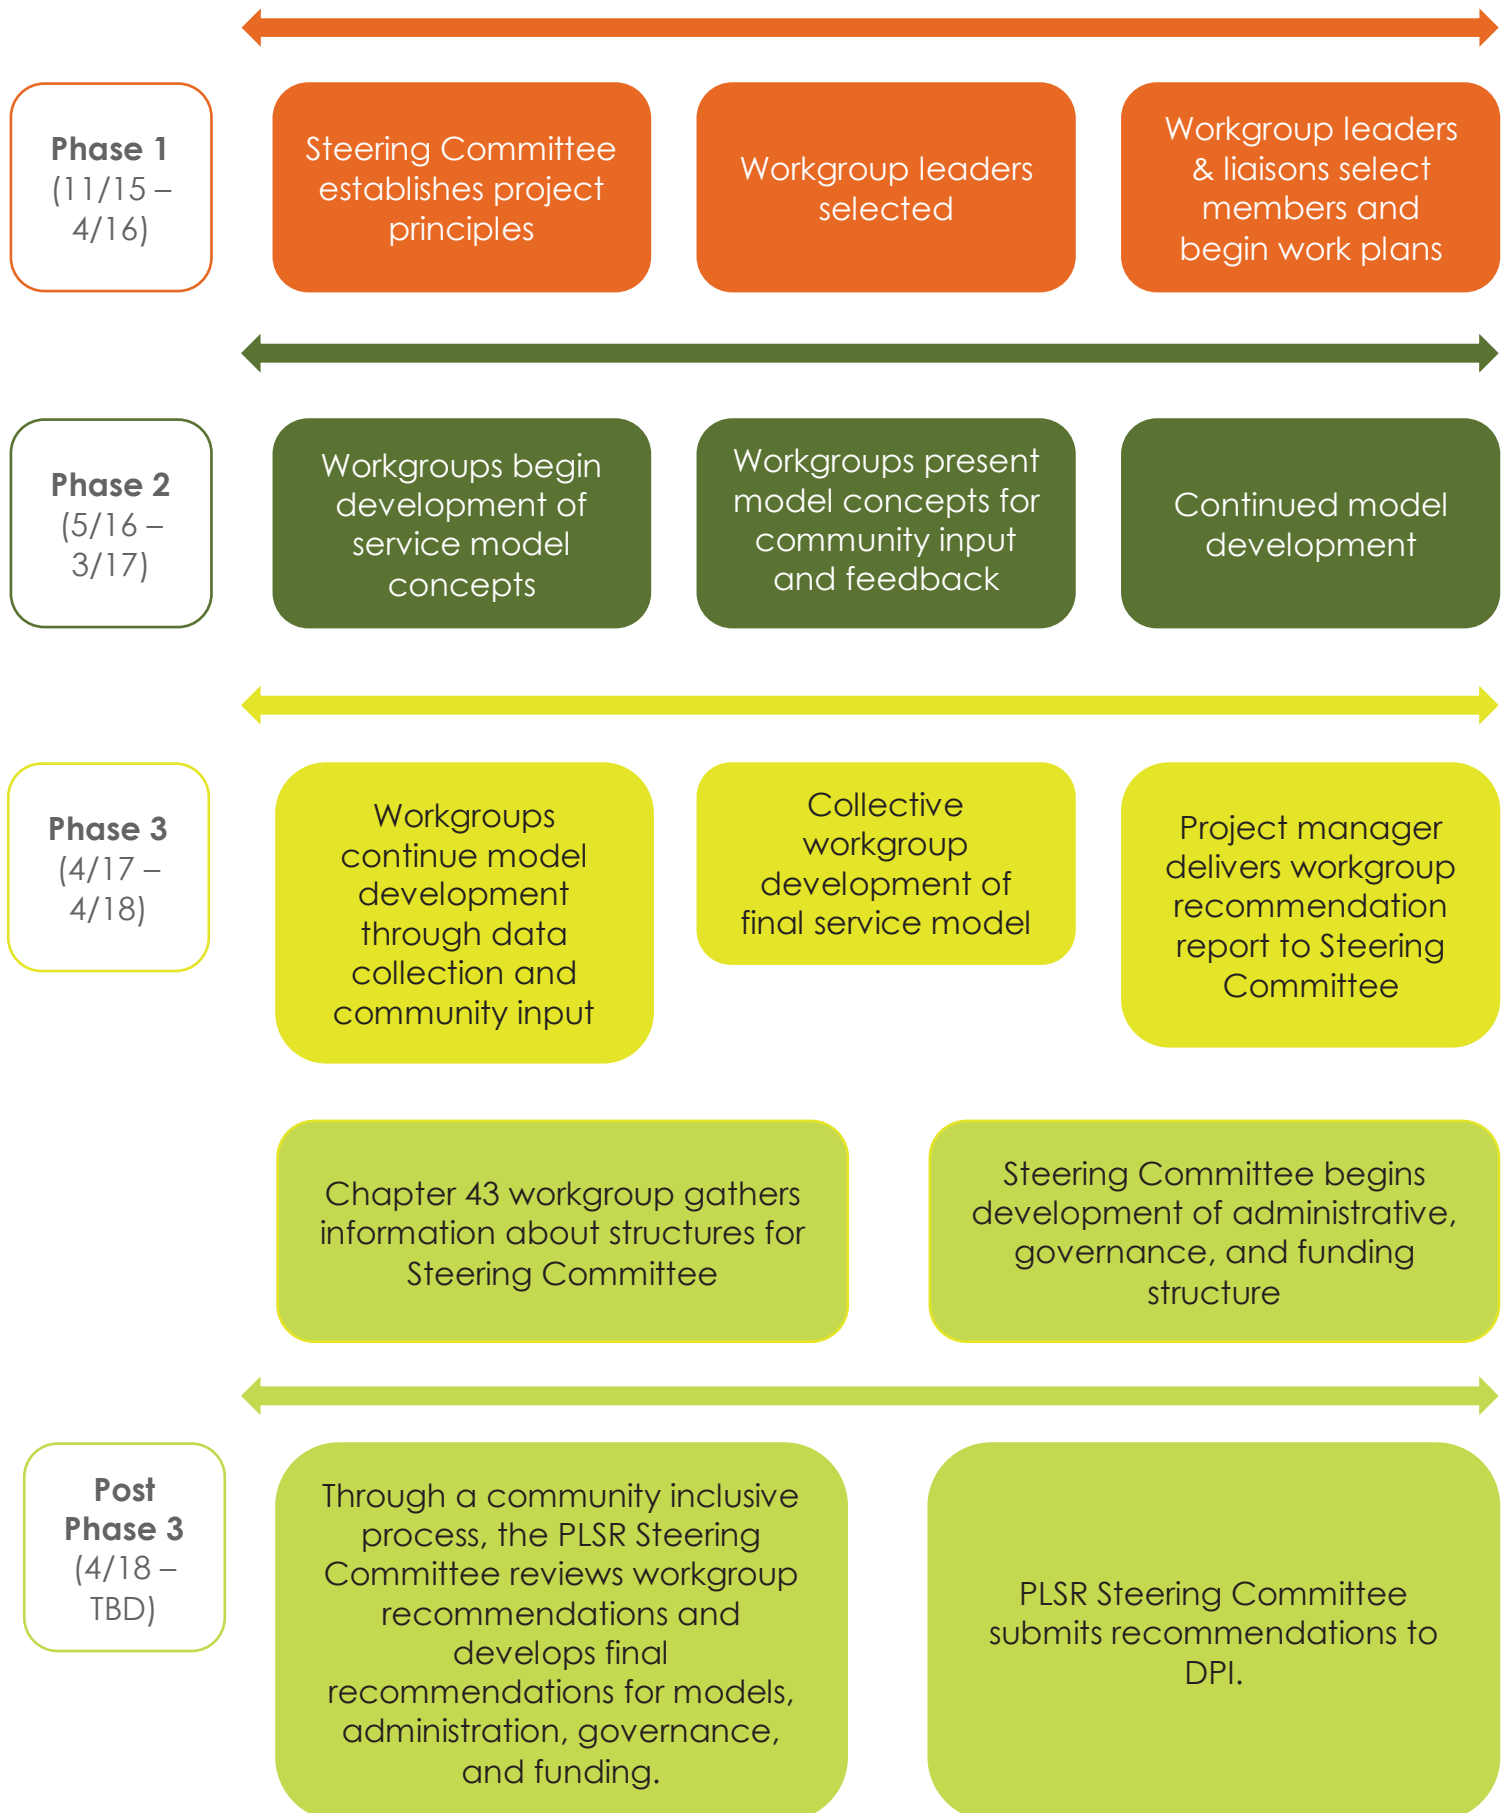 Phase 1
(11/15 –
4/16)
Steering Committee
establishes project
principles
Workgroup leaders
selected
Workgroup leaders
& liaisons select
members and
begin work plans
Phase 2
(5/16 –
3/17)
Workgroups begin
development of
service model
concepts
Workgroups present
model concepts for
community input
and feedback
Continued model
development
Phase 3
(4/17 –
4/18)
Workgroups
continue model
development
through data
collection and
community input
Collective
workgroup
development of
final service model
Project manager
delivers workgroup
recommendation
report to Steering
Committee
Chapter 43 workgroup gathers
information about structures for
Steering Committee
Steering Committee begins
development of administrative,
governance, and funding
structure
Post
Phase 3
(4/18 –
TBD)
Through a community inclusive
process, the PLSR Steering
Committee reviews workgroup
recommendations and
develops final
recommendations for models,
administration, governance,
and funding.
PLSR Steering Committee
submits recommendations to
DPI.